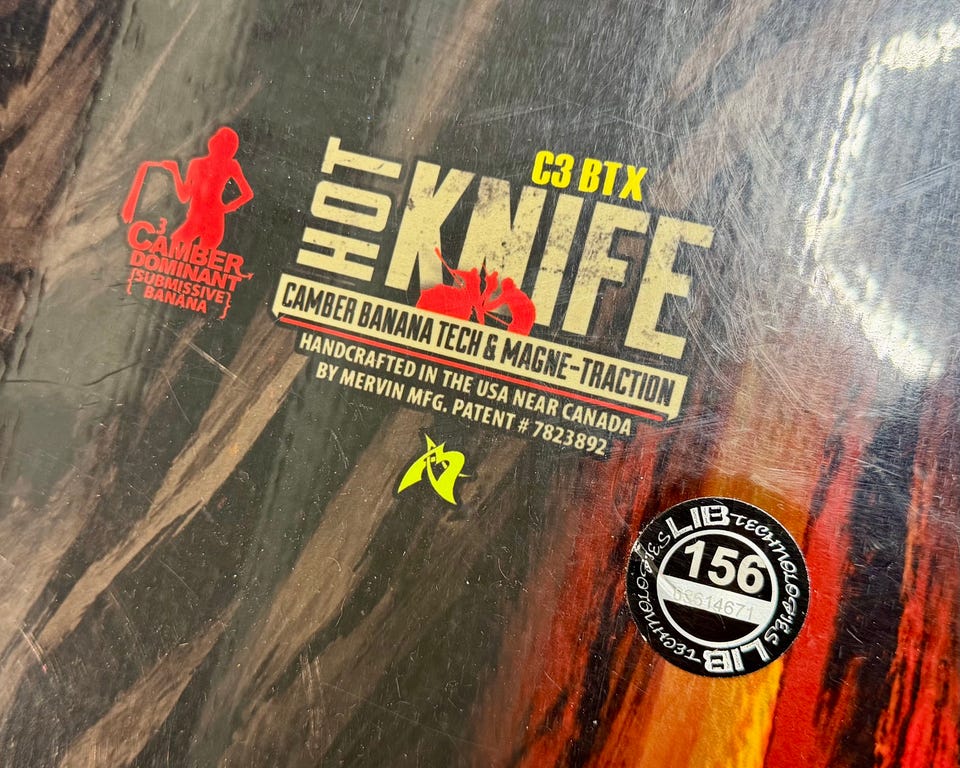 C3 BTX
HOT
KNIFE
CAMBER BANANA TECH & MAGNE-TRACTION
HANDCRAFTED IN THE USA NEAR CANADA
BY MERVIN MFG. PATENT # 7823892
C3
CAMBER
DOMINANT
{SUBMISSIVE
BANANA}
LIB TECHNOLOGIES
156
03614671
LIB TECHNOLOGIES